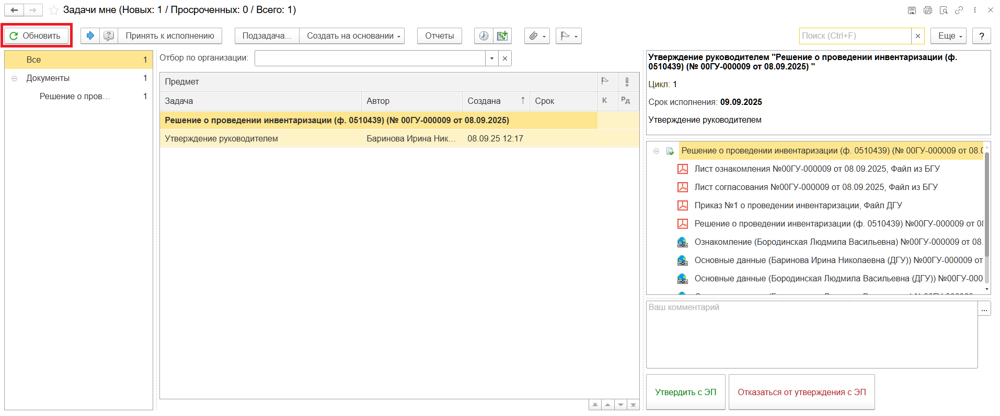 Задачи мне (Новых: 1 / Просроченных: 0 / Всего: 1)
Обновить
Принять к исполнению
Подзадача...
Создать на основании
Отчеты
Поиск (Ctrl+F)
Еще
?
Все 1
Документы 1
Решение о пров... 1
Отбор по организации:
Предмет
Задача Автор Создана ↑ Срок К Рд
Решение о проведении инвентаризации (ф. 0510439) (№ 00ГУ-000009 от 08.09.2025)
Утверждение руководителем Баринова Ирина Ник... 08.09.25 12:17
Утверждение руководителем "Решение о проведении инвентаризации (ф.
0510439) (№ 00ГУ-000009 от 08.09.2025) "
Цикл: 1
Срок исполнения: 09.09.2025
Утверждение руководителем
Решение о проведении инвентаризации (ф. 0510439) (№ 00ГУ-000009 от 08.0
Лист ознакомления №00ГУ-000009 от 08.09.2025, Файл из БГУ
Лист согласования №00ГУ-000009 от 08.09.2025, Файл из БГУ
Приказ №1 о проведении инвентаризации, Файл ДГУ
Решение о проведении инвентаризации (ф. 0510439) №00ГУ-000009 от 08
Ознакомление (Бородинская Людмила Васильевна) №00ГУ-000009 от 08.
Основные данные (Баринова Ирина Николаевна (ДГУ)) №00ГУ-000009 от
Основные данные (Бородинская Людмила Васильевна (ДГУ)) №00ГУ-000
Ваш комментарий
...
Утвердить с ЭП
Отказаться от утверждения с ЭП